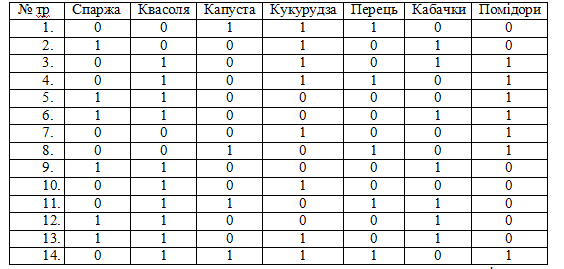 № тр Спаржа Квасоля Капуста Кукурудза Перець Кабачки Помідори
1. 0 0 1 1 1 0 0
2. 1 0 0 1 0 1 0
3. 0 1 0 1 0 1 1
4. 0 1 0 1 1 0 1
5. 1 1 0 0 0 0 1
6. 1 1 0 0 0 1 1
7. 0 0 0 1 0 0 1
8. 0 0 1 0 1 0 1
9. 1 1 0 0 0 1 0
10. 0 1 0 1 0 0 0
11. 0 1 1 0 1 1 0
12. 1 1 0 0 0 1 0
13. 1 1 0 1 0 1 0
14. 0 1 1 1 1 0 1